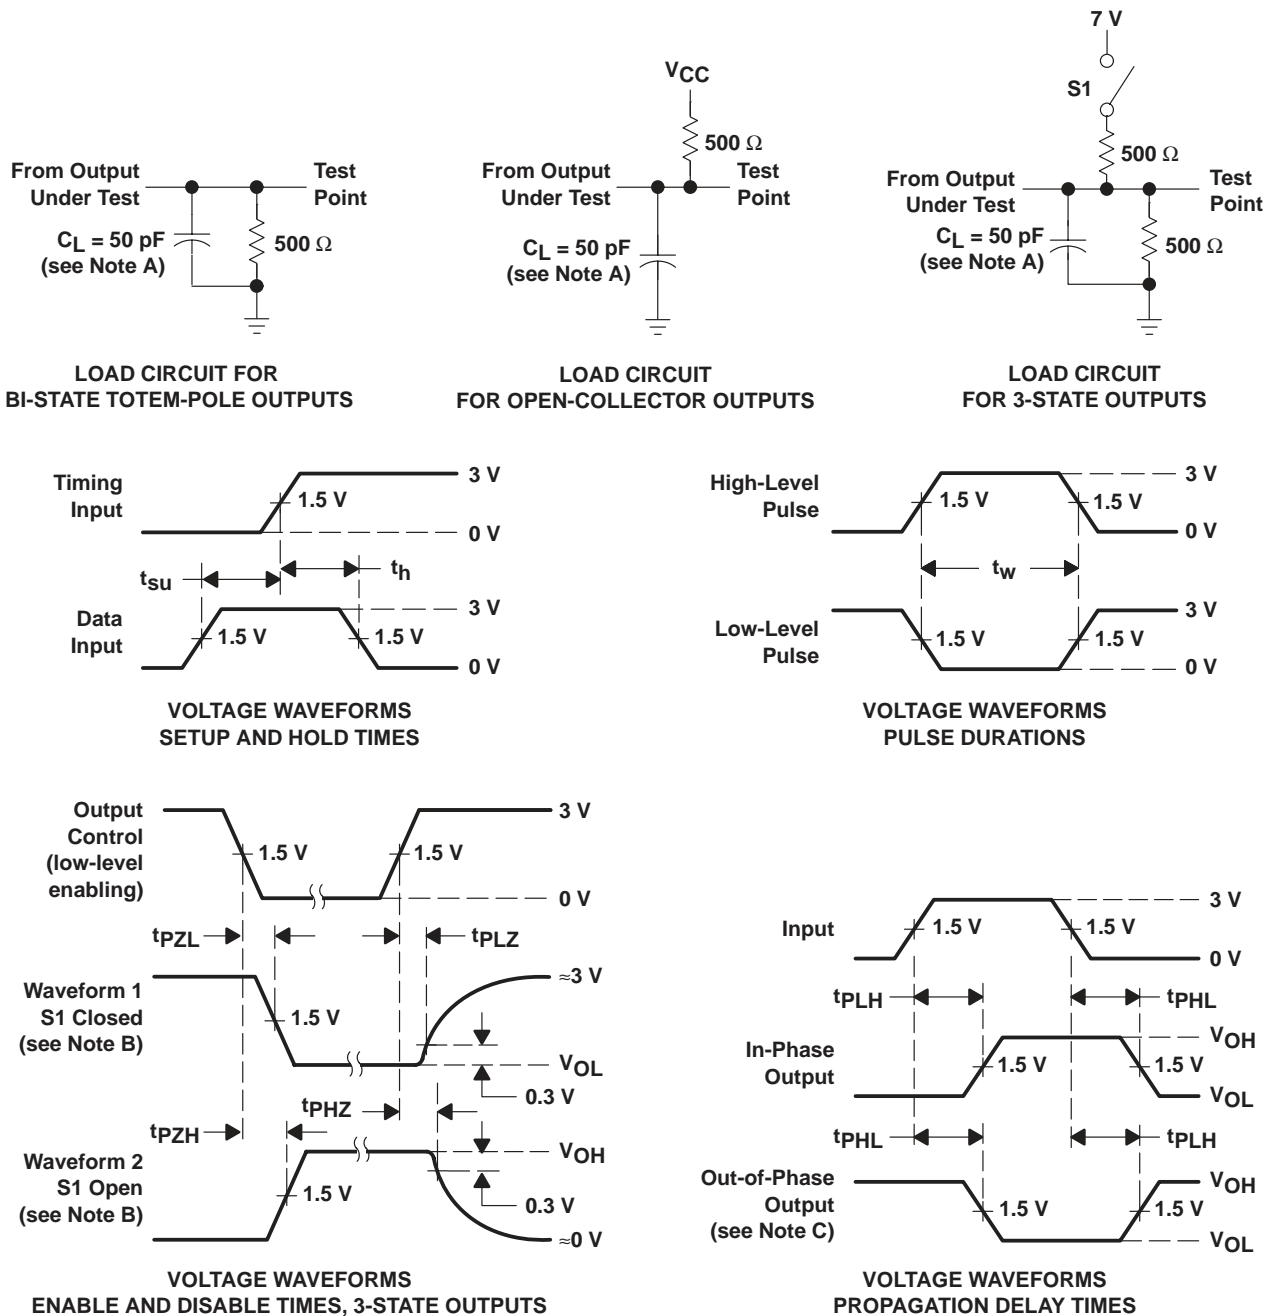 From Output
Under Test
Test
Point
CL = 50 pF
(see Note A)
500 Ω
LOAD CIRCUIT FOR
BI-STATE TOTEM-POLE OUTPUTS
VCC
500 Ω
From Output
Under Test
Test
Point
CL = 50 pF
(see Note A)
LOAD CIRCUIT
FOR OPEN-COLLECTOR OUTPUTS
7 V
S1
500 Ω
From Output
Under Test
Test
Point
CL = 50 pF
(see Note A)
500 Ω
LOAD CIRCUIT
FOR 3-STATE OUTPUTS
Timing
Input
3 V
1.5 V
0 V
tsu
th
Data
Input
3 V
1.5 V
1.5 V
0 V
VOLTAGE WAVEFORMS
SETUP AND HOLD TIMES
High-Level
Pulse
3 V
1.5 V
1.5 V
0 V
tw
Low-Level
Pulse
3 V
1.5 V
1.5 V
0 V
VOLTAGE WAVEFORMS
PULSE DURATIONS
Output
Control
(low-level
enabling)
3 V
1.5 V
1.5 V
0 V
tPZL
tPLZ
Waveform 1
S1 Closed
(see Note B)
≈3 V
1.5 V
VOL
0.3 V
tPHZ
tPZH
Waveform 2
S1 Open
(see Note B)
VOH
1.5 V
0.3 V
≈0 V
VOLTAGE WAVEFORMS
ENABLE AND DISABLE TIMES, 3-STATE OUTPUTS
Input
3 V
1.5 V
1.5 V
0 V
tPLH
tPHL
In-Phase
Output
VOH
1.5 V
1.5 V
VOL
tPHL
tPLH
Out-of-Phase
Output
(see Note C)
VOH
1.5 V
1.5 V
VOL
VOLTAGE WAVEFORMS
PROPAGATION DELAY TIMES